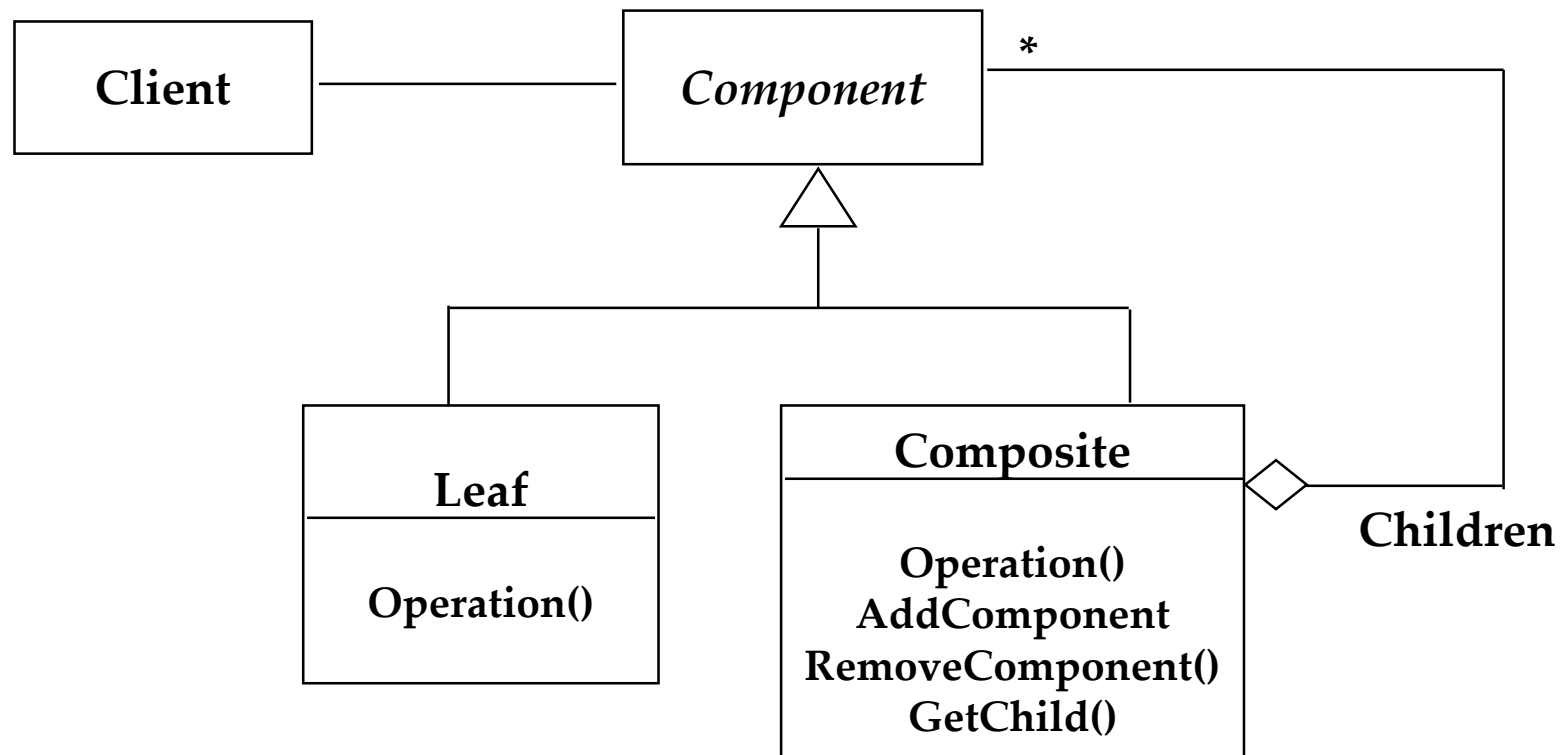 Client
Component
*
Leaf
Operation()
Composite
Operation()
AddComponent
RemoveComponent()
GetChild()
Children